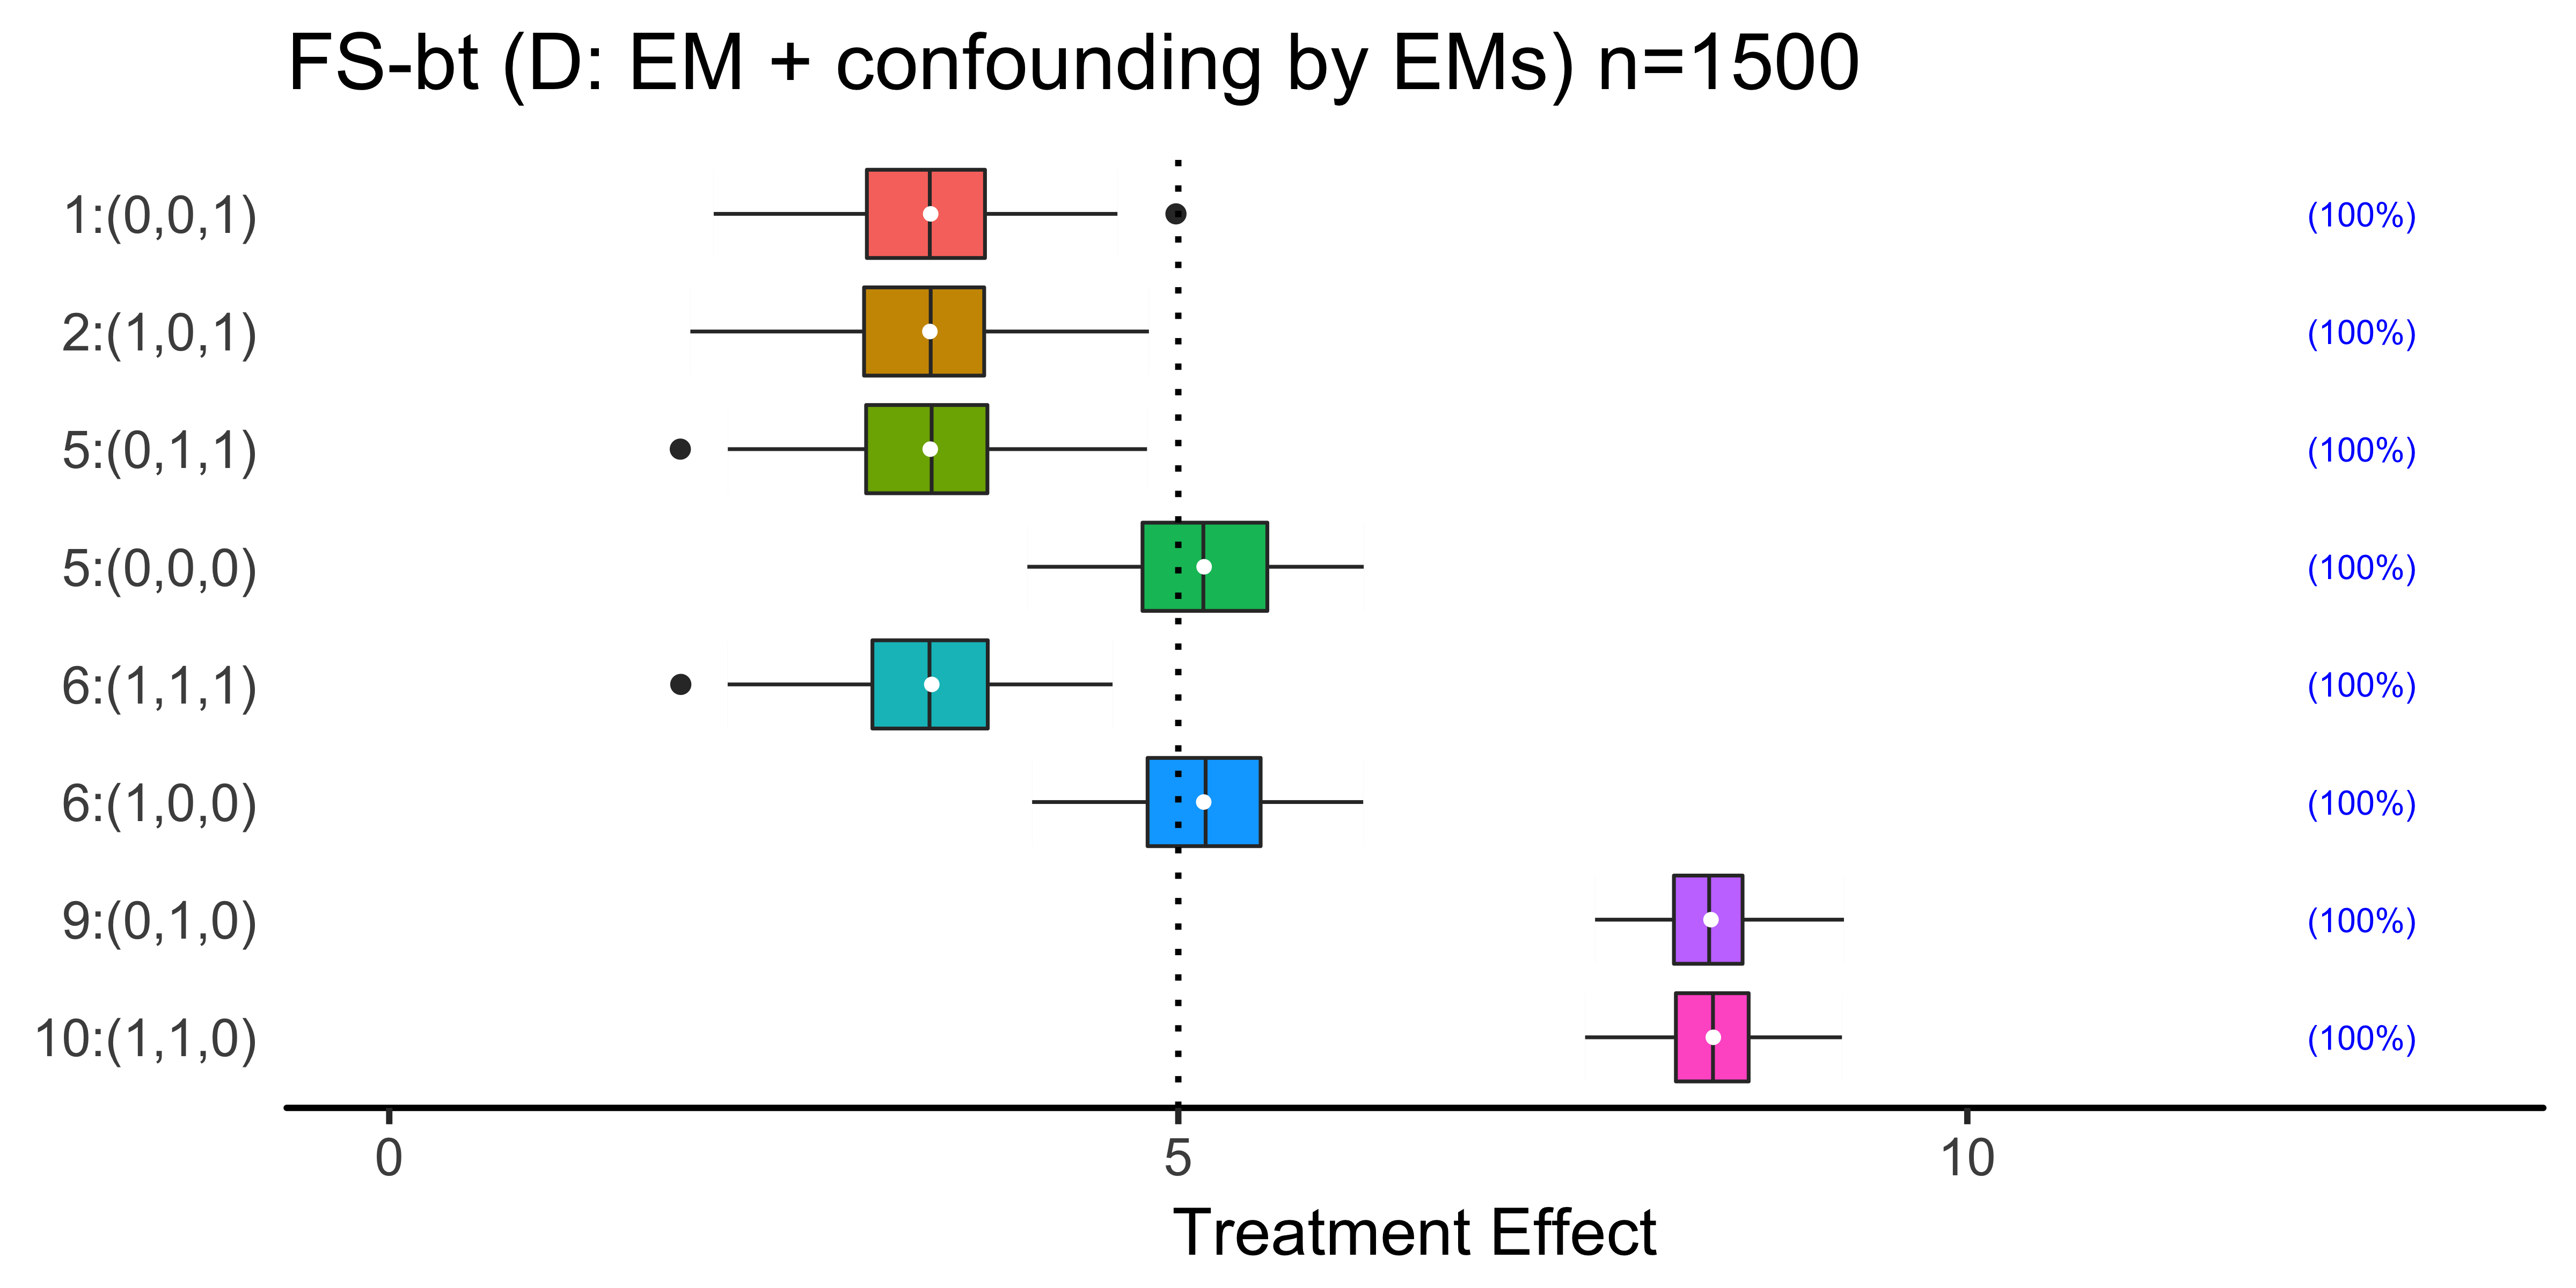 FS-bt (D: EM + confounding by EMs) n=1500
1:(0,0,1) (100%)
2:(1,0,1) (100%)
5:(0,1,1) (100%)
5:(0,0,0) (100%)
6:(1,1,1) (100%)
6:(1,0,0) (100%)
9:(0,1,0) (100%)
10:(1,1,0) (100%)
0 5 10
Treatment Effect